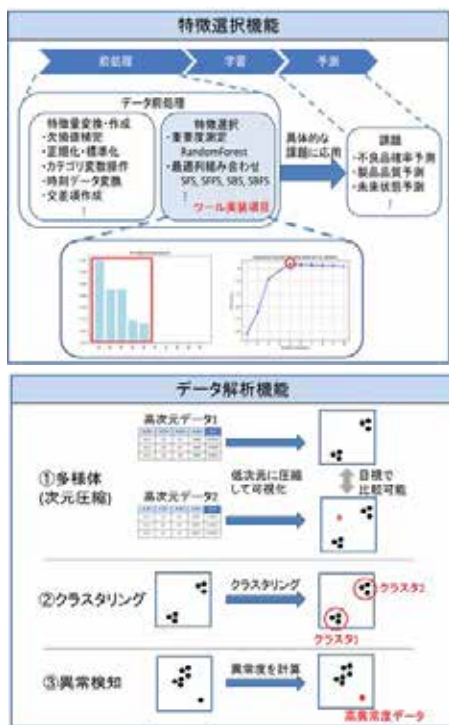 特徴選択機能
前処理
学習
予測
データ前処理
特徴量変換・作成
・欠損値補完
・正規化・標準化
・カテゴリ変数操作
・時刻データ変換
・交差項作成
⋮
特徴選択
・重要度測定
RandomForest
・最適列組み合わせ
SFS, SFFS, SBS, SBFS
⋮
ツール実装項目
具体的な
課題に応用
課題
・不良品確率予測
・製品品質予測
・未来状態予測
⋮
データ解析機能
①多様体
(次元圧縮)
高次元データ1
高次元データ2
低次元に圧縮
して可視化
目視で
比較可能
②クラスタリング
クラスタリング
クラスタ2
クラスタ1
③異常検知
異常度を計算
高異常度データ